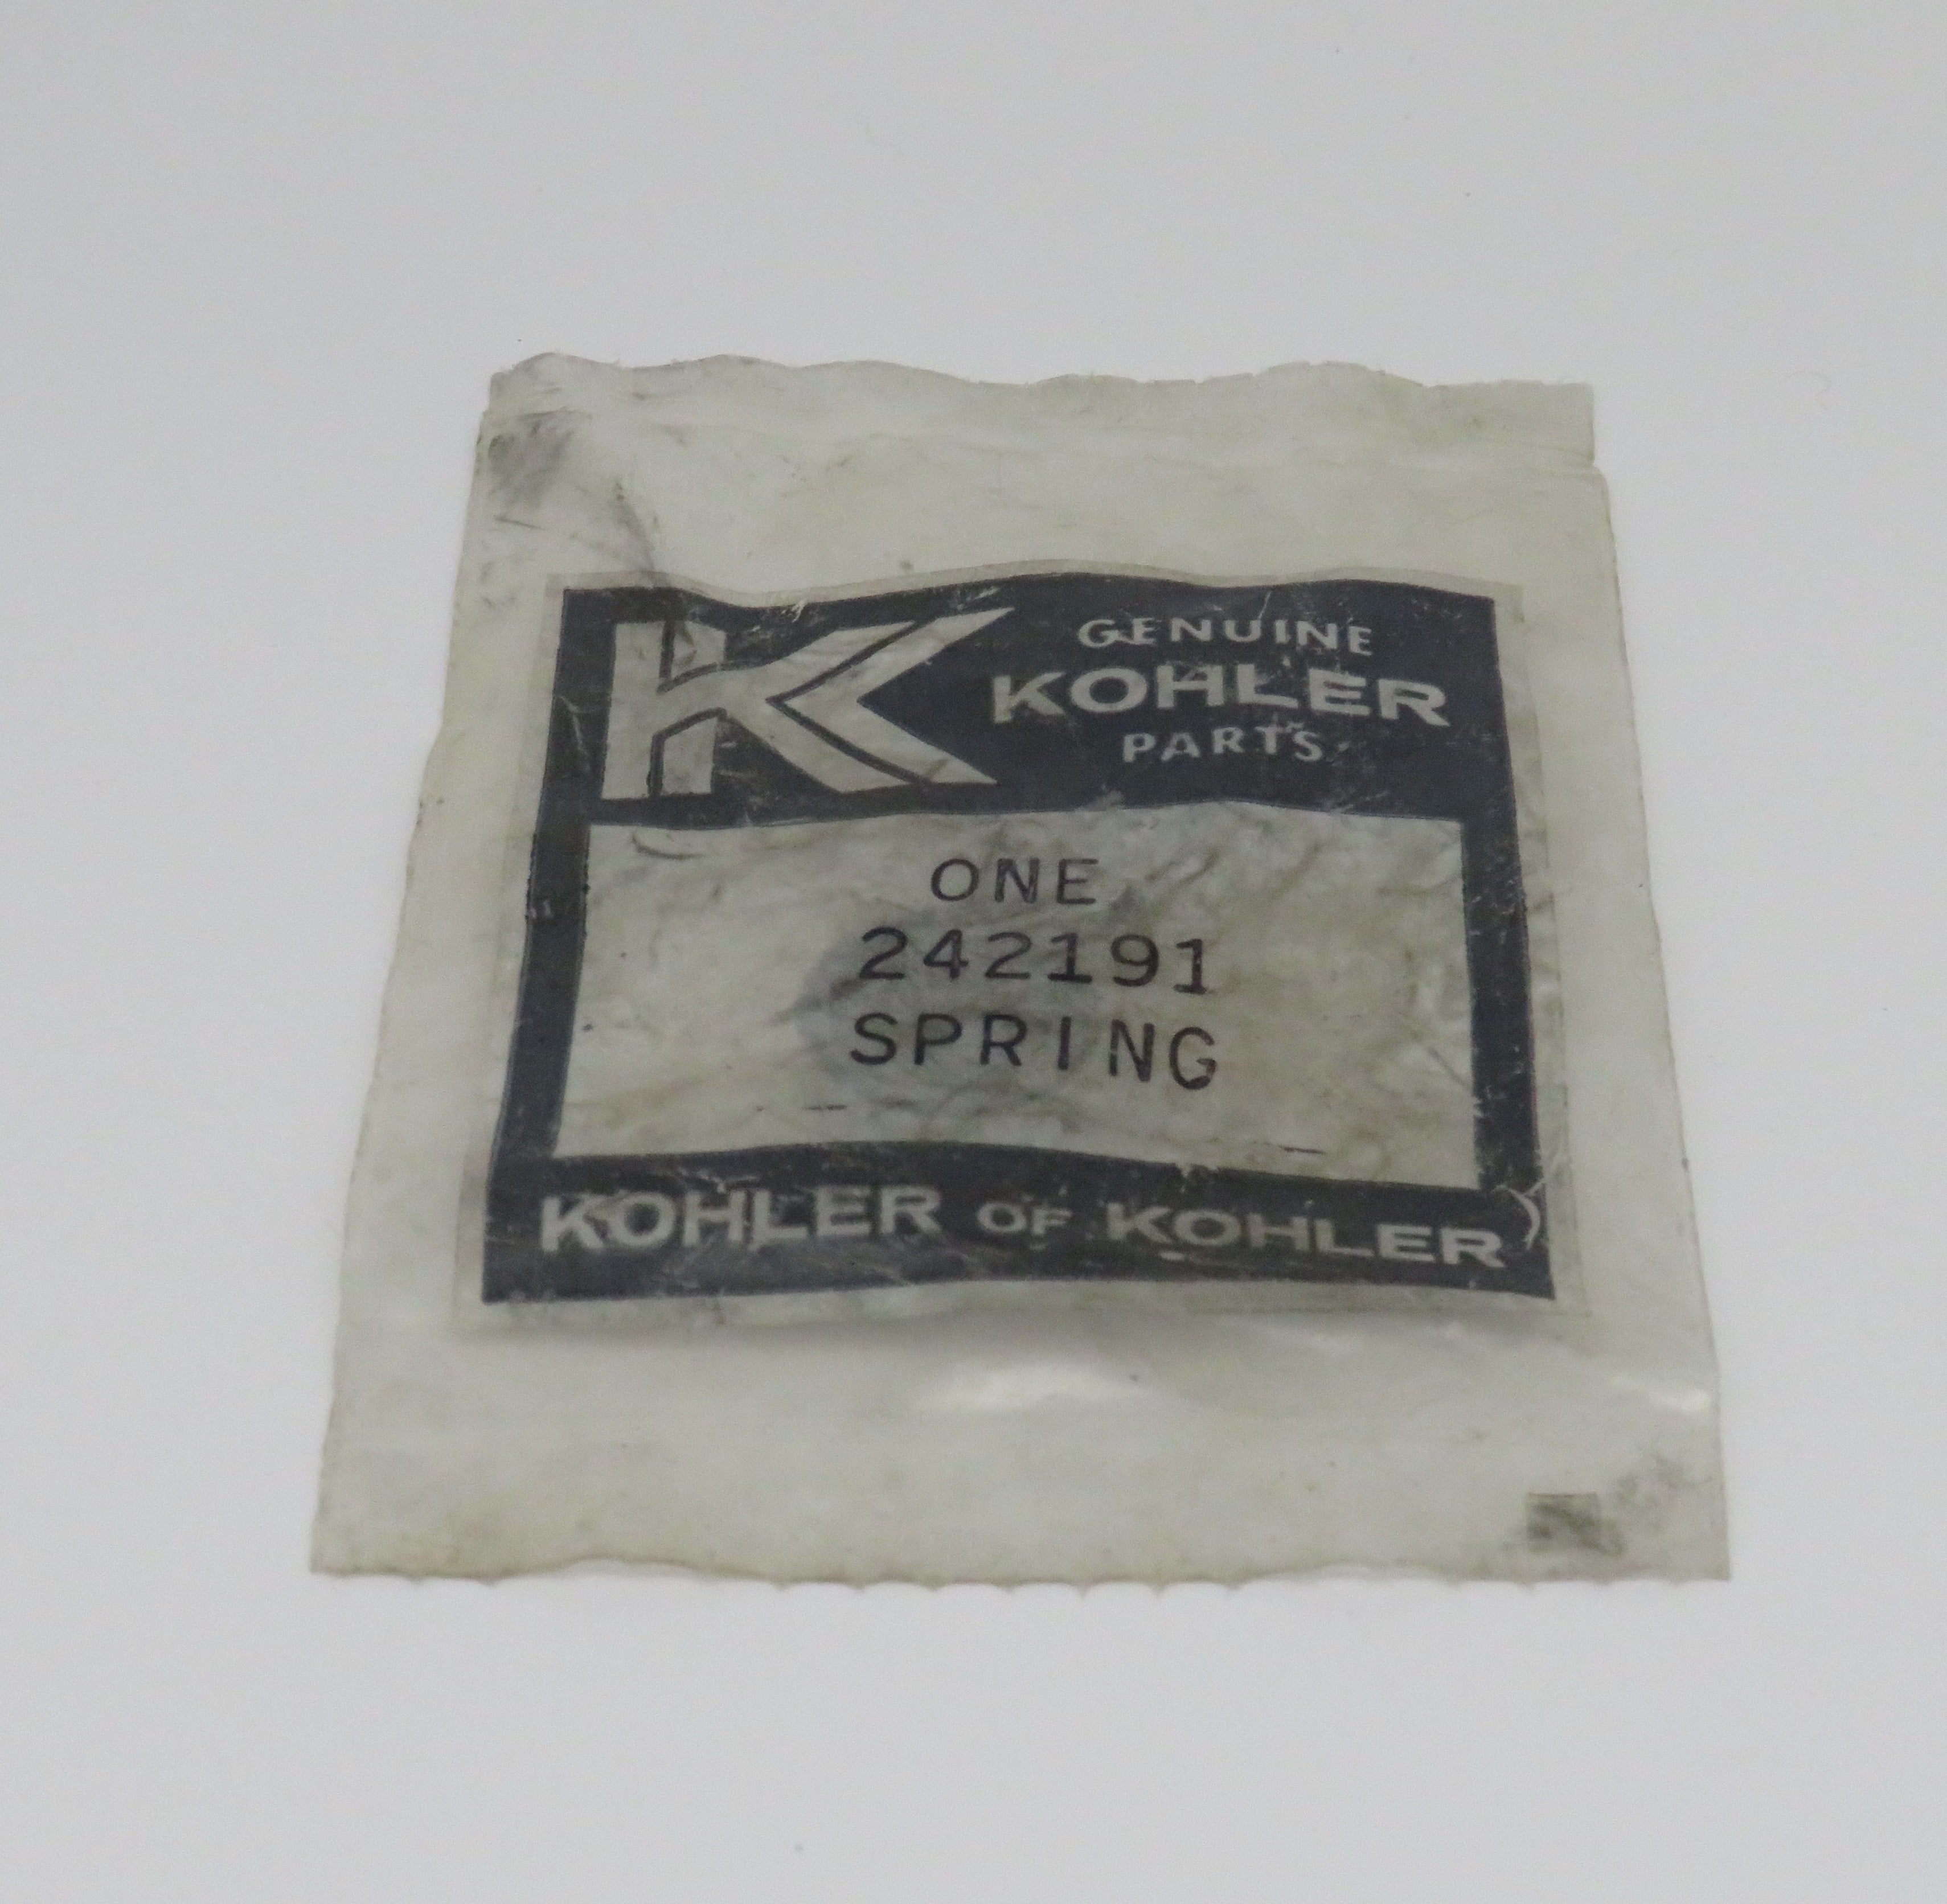 K
GENUINE
KOHLER
PARTS
ONE
242191
SPRING
KOHLER OF KOHLER